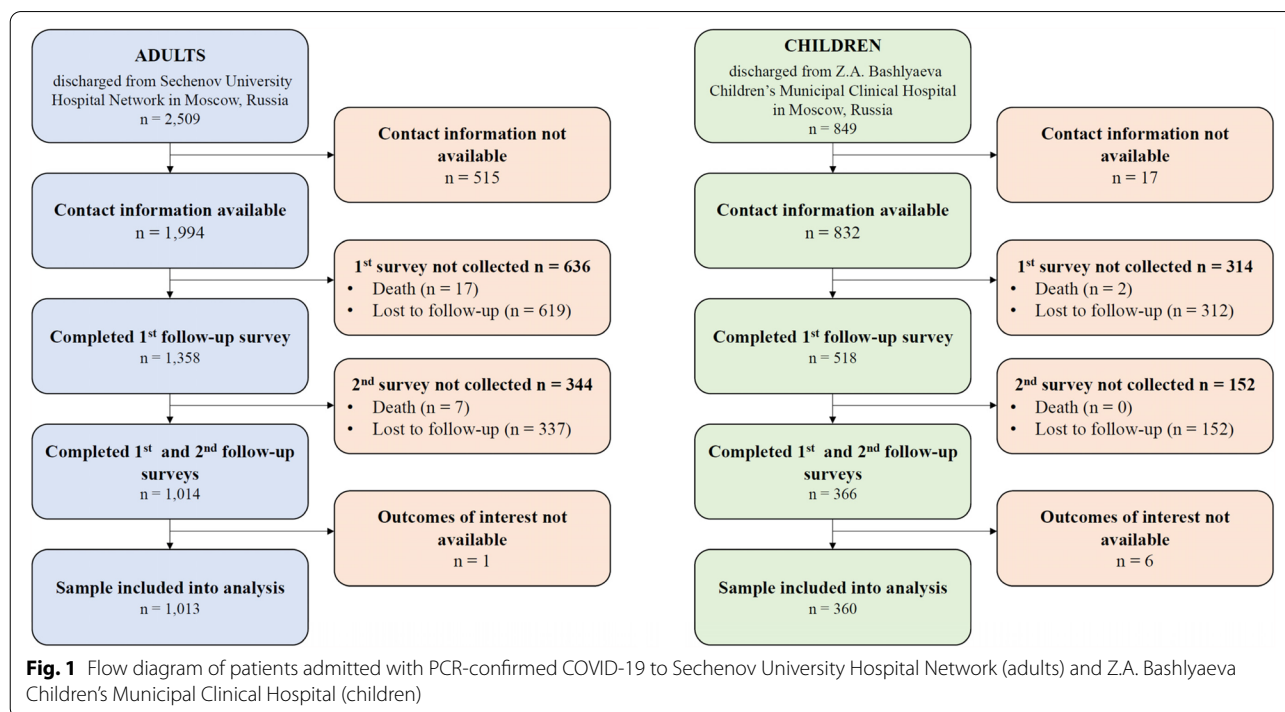 ADULTS
discharged from Sechenov University
Hospital Network in Moscow, Russia
n = 2,509
Contact information not
available
n = 515
Contact information available
n = 1,994
1st survey not collected n = 636
• Death (n = 17)
• Lost to follow-up (n = 619)
Completed 1st follow-up survey
n = 1,358
2nd survey not collected n = 344
• Death (n = 7)
• Lost to follow-up (n = 337)
Completed 1st and 2nd follow-up
surveys
n = 1,014
Outcomes of interest not
available
n = 1
Sample included into analysis
n = 1,013
CHILDREN
discharged from Z.A. Bashlyaeva
Children's Municipal Clinical Hospital
in Moscow, Russia
n = 849
Contact information not
available
n = 17
Contact information available
n = 832
1st survey not collected n = 314
• Death (n = 2)
• Lost to follow-up (n = 312)
Completed 1st follow-up survey
n = 518
2nd survey not collected n = 152
• Death (n = 0)
• Lost to follow-up (n = 152)
Completed 1st and 2nd follow-up
surveys
n = 366
Outcomes of interest not
available
n = 6
Sample included into analysis
n = 360
Fig. 1 Flow diagram of patients admitted with PCR-confirmed COVID-19 to Sechenov University Hospital Network (adults) and Z.A. Bashlyaeva
Children's Municipal Clinical Hospital (children)